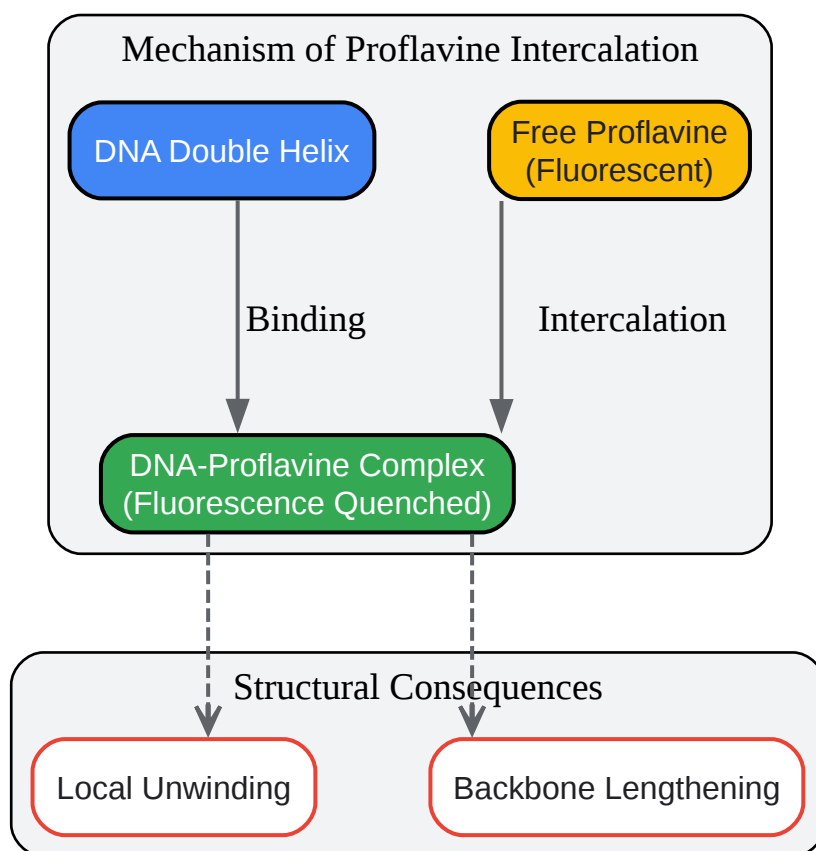 Mechanism of Proflavine Intercalation
DNA Double Helix
Free Proflavine
(Fluorescent)
Binding
Intercalation
DNA-Proflavine Complex
(Fluorescence Quenched)
Structural Consequences
Local Unwinding
Backbone Lengthening